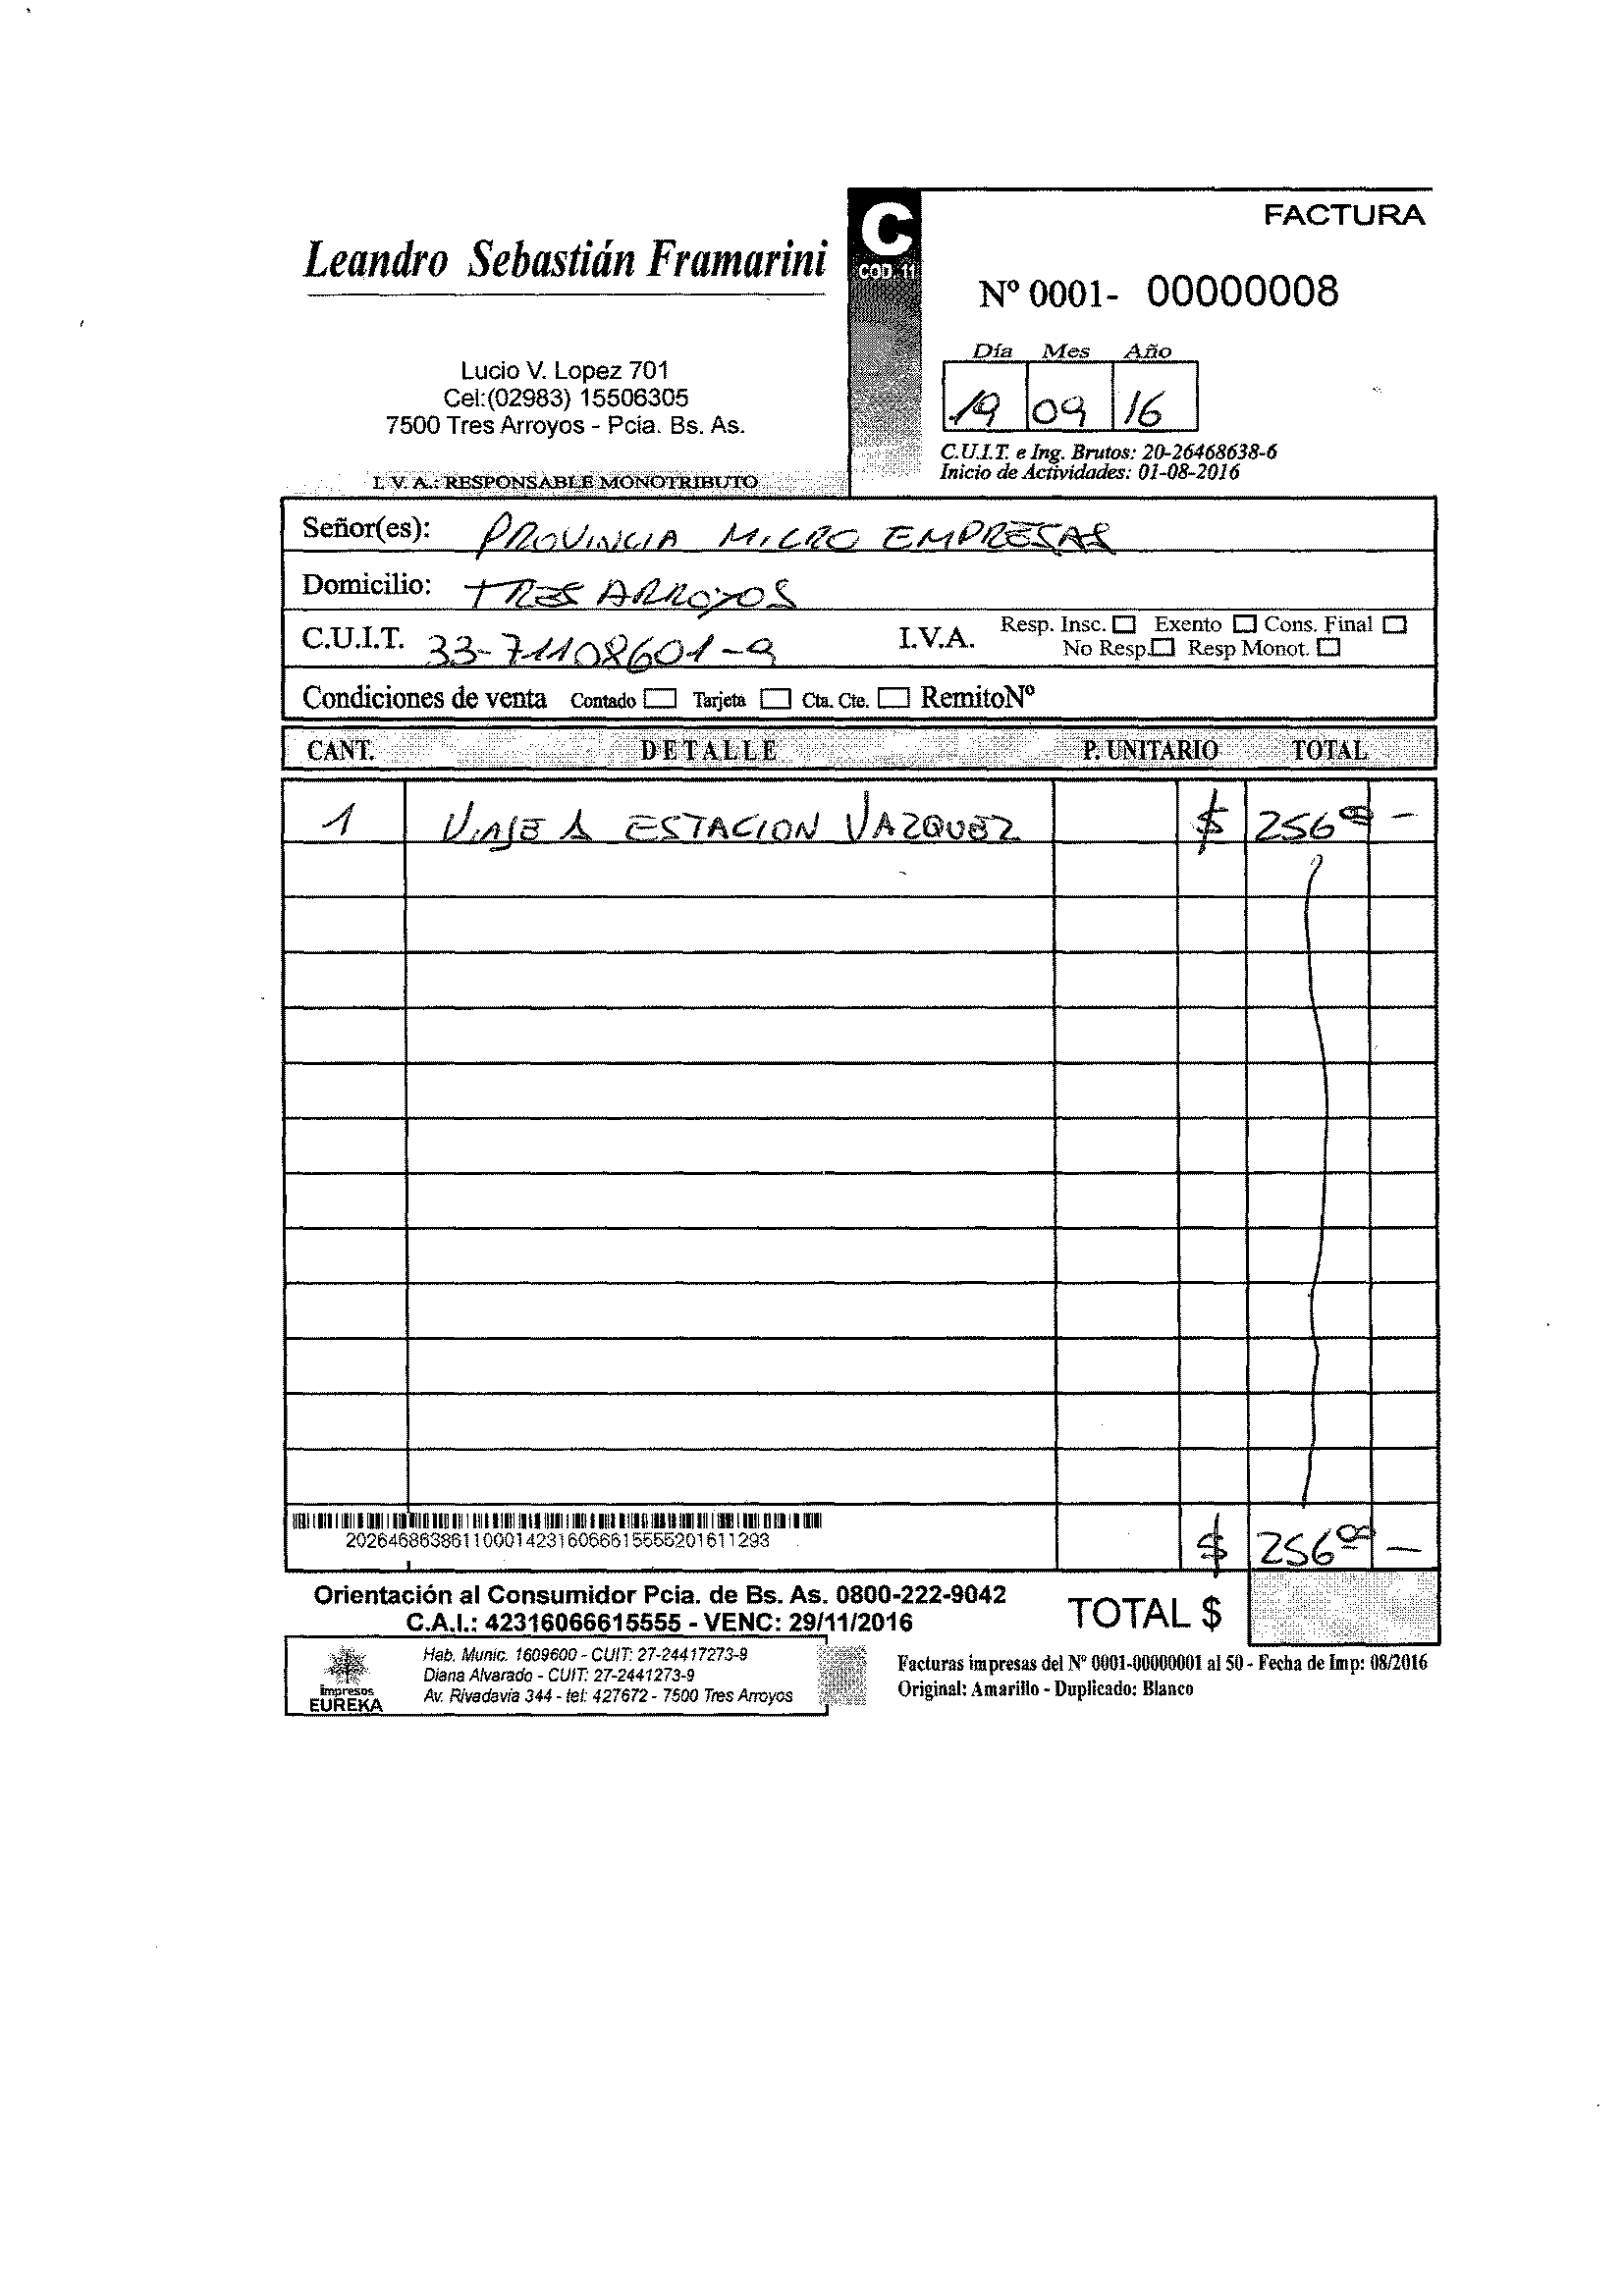 C
COD. 11
FACTURA
Leandro Sebastián Framarini
Nº 0001- 00000008
Día Mes Año
19 09 16
Lucio V. Lopez 701
Cel:(02983) 15506305
7500 Tres Arroyos - Pcia. Bs. As.
C.U.I.T. e Ing. Brutos: 20-26468638-6
Inicio de Actividades: 01-08-2016
I. V. A.: RESPONSABLE MONOTRIBUTO
Señor(es): PROVINCIA MICRO EMPRESAS
Domicilio: TRES ARROYOS
C.U.I.T. 33-71108601-9 I.V.A. Resp. Insc. Exento Cons. Final
No Resp. Resp Monot.
Condiciones de venta Contado Tarjeta Cta. Cte. RemitoNº
CANT. DETALLE P. UNITARIO TOTAL
1 VIAJE A ESTACION VAZQUEZ $ 256 00 -
2026468638611000142316066615555201611293
$ 256 00 -
Orientación al Consumidor Pcia. de Bs. As. 0800-222-9042
C.A.I.: 42316066615555 - VENC: 29/11/2016
TOTAL $
impresos
EUREKA
Hab. Munic. 1609600 - CUIT: 27-24417273-9
Diana Alvarado - CUIT: 27-2441273-9
Av. Rivadavia 344 - tel: 427672 - 7500 Tres Arroyos
Facturas impresas del Nº 0001-00000001 al 50 - Fecha de Imp: 08/2016
Original: Amarillo - Duplicado: Blanco